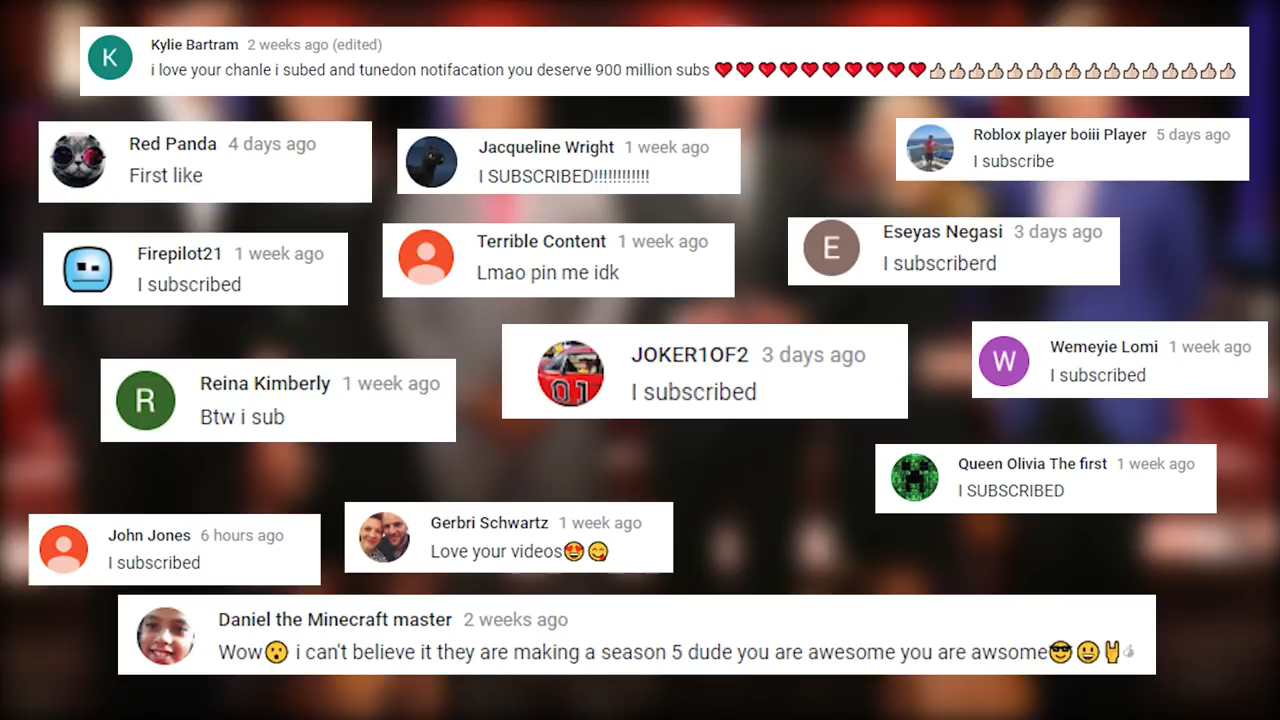 Kylie Bartram 2 weeks ago (edited)
i love your chanle i subed and tunedon notifacation you deserve 900 million subs ❤❤❤❤❤❤❤❤❤❤👍🏻👍🏻👍🏻👍🏻👍🏻👍🏻👍🏻👍🏻👍🏻👍🏻👍🏻👍🏻👍🏻👍🏻👍🏻👍🏻
Red Panda 4 days ago
First like
Jacqueline Wright 1 week ago
I SUBSCRIBED!!!!!!!!!!!!
Roblox player boiii Player 5 days ago
I subscribe
Firepilot21 1 week ago
I subscribed
Terrible Content 1 week ago
Lmao pin me idk
E
Eseyas Negasi 3 days ago
I subscriberd
R
Reina Kimberly 1 week ago
Btw i sub
01
JOKER1OF2 3 days ago
I subscribed
W
Wemeyie Lomi 1 week ago
I subscribed
Queen Olivia The first 1 week ago
I SUBSCRIBED
John Jones 6 hours ago
I subscribed
Gerbri Schwartz 1 week ago
Love your videos😍😋
Daniel the Minecraft master 2 weeks ago
Wow😮 i can't believe it they are making a season 5 dude you are awesome you are awsome😎😃🤘💣
K